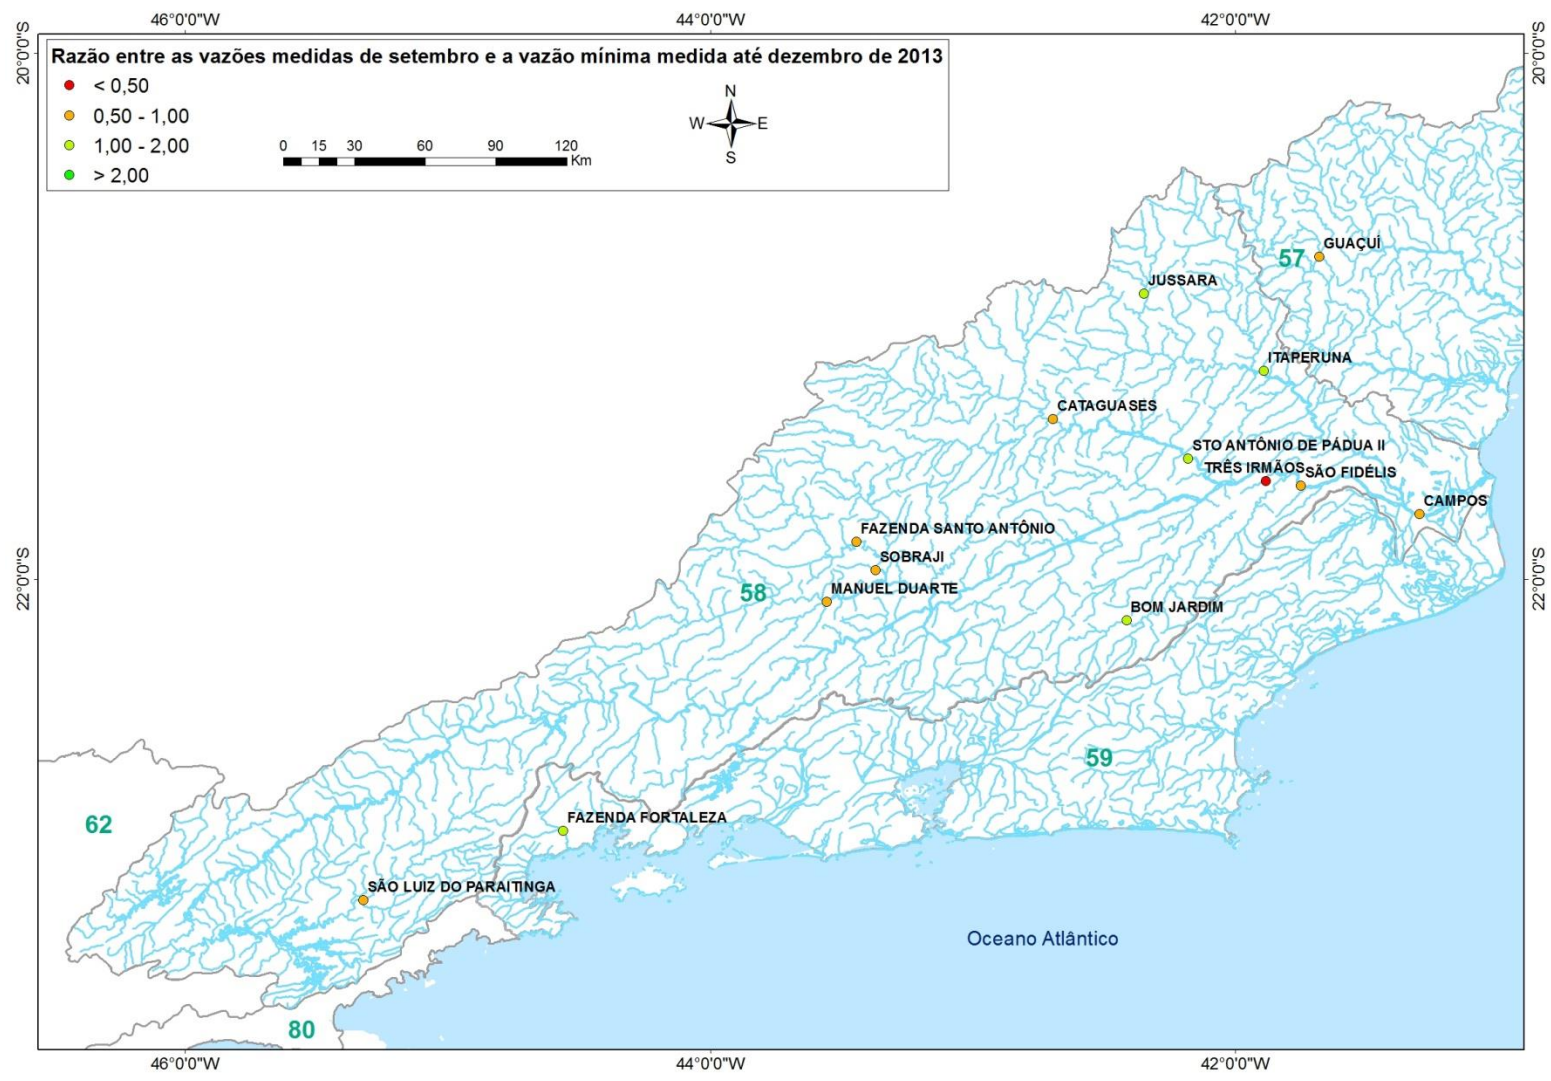 46°0'0"W
44°0'0"W
42°0'0"W
20°0'0"S
20°0'0"S
Razão entre as vazões medidas de setembro e a vazão mínima medida até dezembro de 2013
< 0,50
0,50 - 1,00
1,00 - 2,00
> 2,00
0 15 30 60 90 120
Km
N
W E
S
GUAÇUÍ
57
JUSSARA
ITAPERUNA
CATAGUASES
STO ANTÔNIO DE PÁDUA II
TRÊS IRMÃOS
SÃO FIDÉLIS
CAMPOS
FAZENDA SANTO ANTÔNIO
SOBRAJI
22°0'0"S
22°0'0"S
58
MANUEL DUARTE
BOM JARDIM
59
62
FAZENDA FORTALEZA
SÃO LUIZ DO PARAITINGA
Oceano Atlântico
80
46°0'0"W
44°0'0"W
42°0'0"W